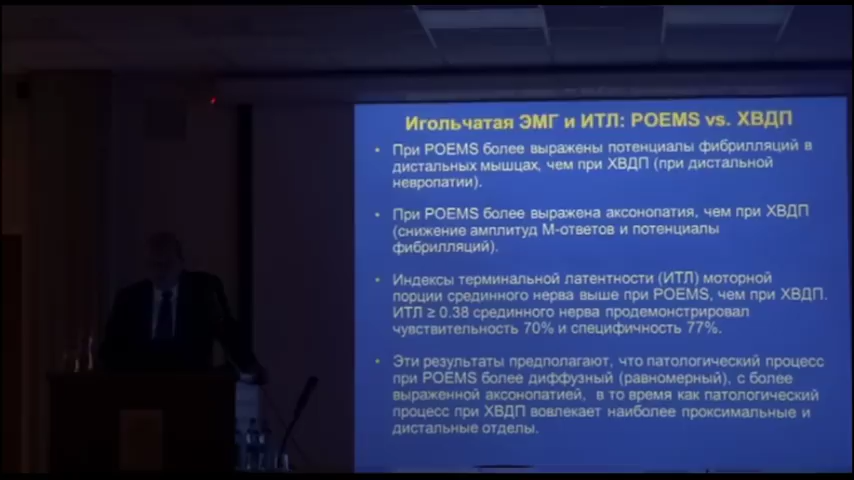 Игольчатая ЭМГ и ИТЛ: POEMS vs. ХВДП
• При POEMS более выражены потенциалы фибрилляций в
дистальных мышцах, чем при ХВДП (при дистальной
невропатии).
• При POEMS более выражена аксонопатия, чем при ХВДП
(снижение амплитуд М-ответов и потенциалы
фибрилляций).
• Индексы терминальной латентности (ИТЛ) моторной
порции срединного нерва выше при POEMS, чем при ХВДП.
ИТЛ ≥ 0.38 срединного нерва продемонстрировал
чувствительность 70% и специфичность 77%.
• Эти результаты предполагают, что патологический процесс
при POEMS более диффузный (равномерный), с более
выраженной аксонопатией, в то время как патологический
процесс при ХВДП вовлекает наиболее проксимальные и
дистальные отделы.